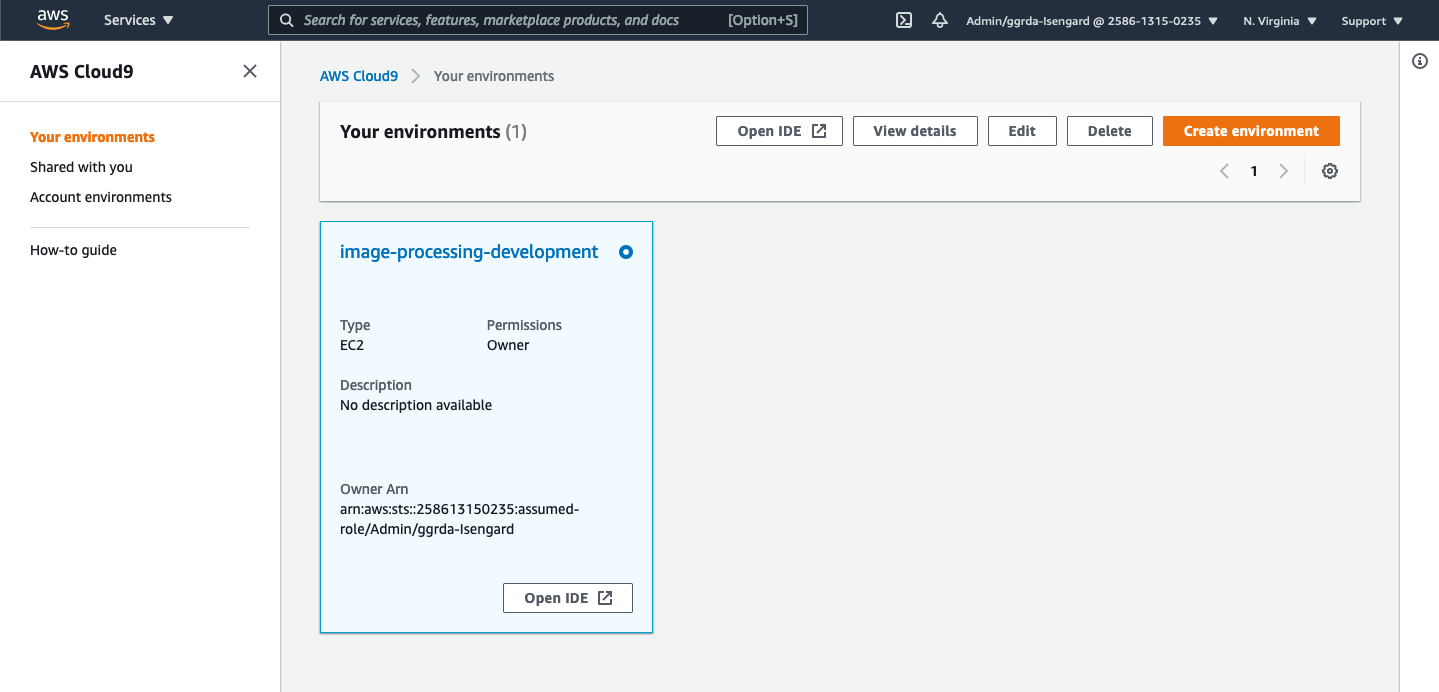 aws
Services ▼
Search for services, features, marketplace products, and docs [Option+S]
Admin/ggrda-Isengard @ 2586-1315-0235 ▼
N. Virginia ▼
Support ▼
AWS Cloud9
Your environments
Shared with you
Account environments
How-to guide
AWS Cloud9 > Your environments
Your environments (1)
Open IDE
View details
Edit
Delete
Create environment
< 1 >
image-processing-development
Type
EC2
Permissions
Owner
Description
No description available
Owner Arn
arn:aws:sts::258613150235:assumed-
role/Admin/ggrda-Isengard
Open IDE